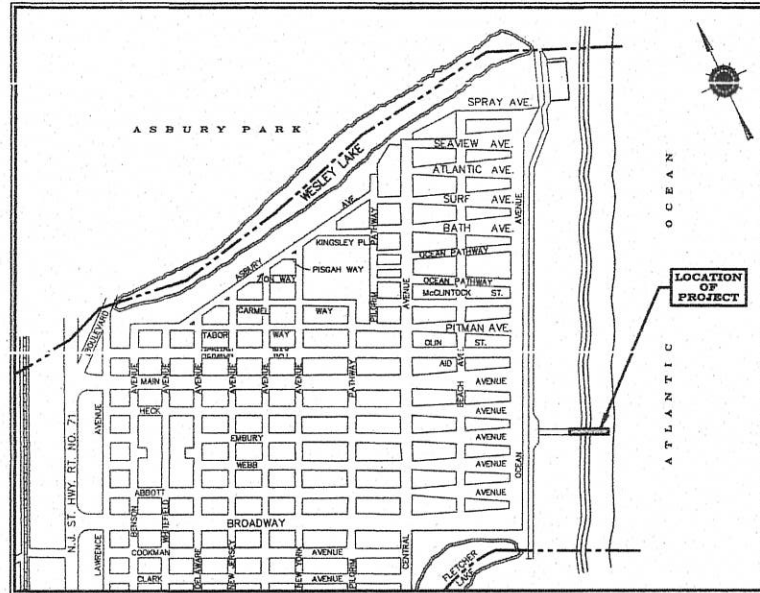 ASBURY PARK
WESLEY LAKE
SPRAY AVE.
SEAVIEW AVE.
ATLANTIC AVE.
SURF AVE.
BATH AVE.
OCEAN PATHWAY
OCEAN PATHWAY
McCLINTOCK ST.
PITMAN AVE.
OLIN ST.
AID
KINGSLEY PL.
PISGAH WAY
ASBURY AVE.
CARMEL WAY
TABOR WAY
PILGRIM PATHWAY
PATHWAY
AVENUE
AVENUE
AVENUE
AVENUE
AVENUE
AVENUE
AVENUE
MAIN AVENUE
HECK AVENUE
EMBURY AVENUE
WEBB AVENUE
ABBOTT AVENUE
BROADWAY
COOKMAN AVENUE
CLARK AVENUE
BOULEVARD
N.J. ST. HWY. RT. NO. 71
LAWRENCE AVENUE
BENSON
WHITEFIELD
DELAWARE
NEW JERSEY
NEW YORK
PILGRIM
CENTRAL AVENUE
BEACH AVE.
OCEAN AVENUE
FLETCHER LAKE
LOCATION
OF
PROJECT
ATLANTIC OCEAN